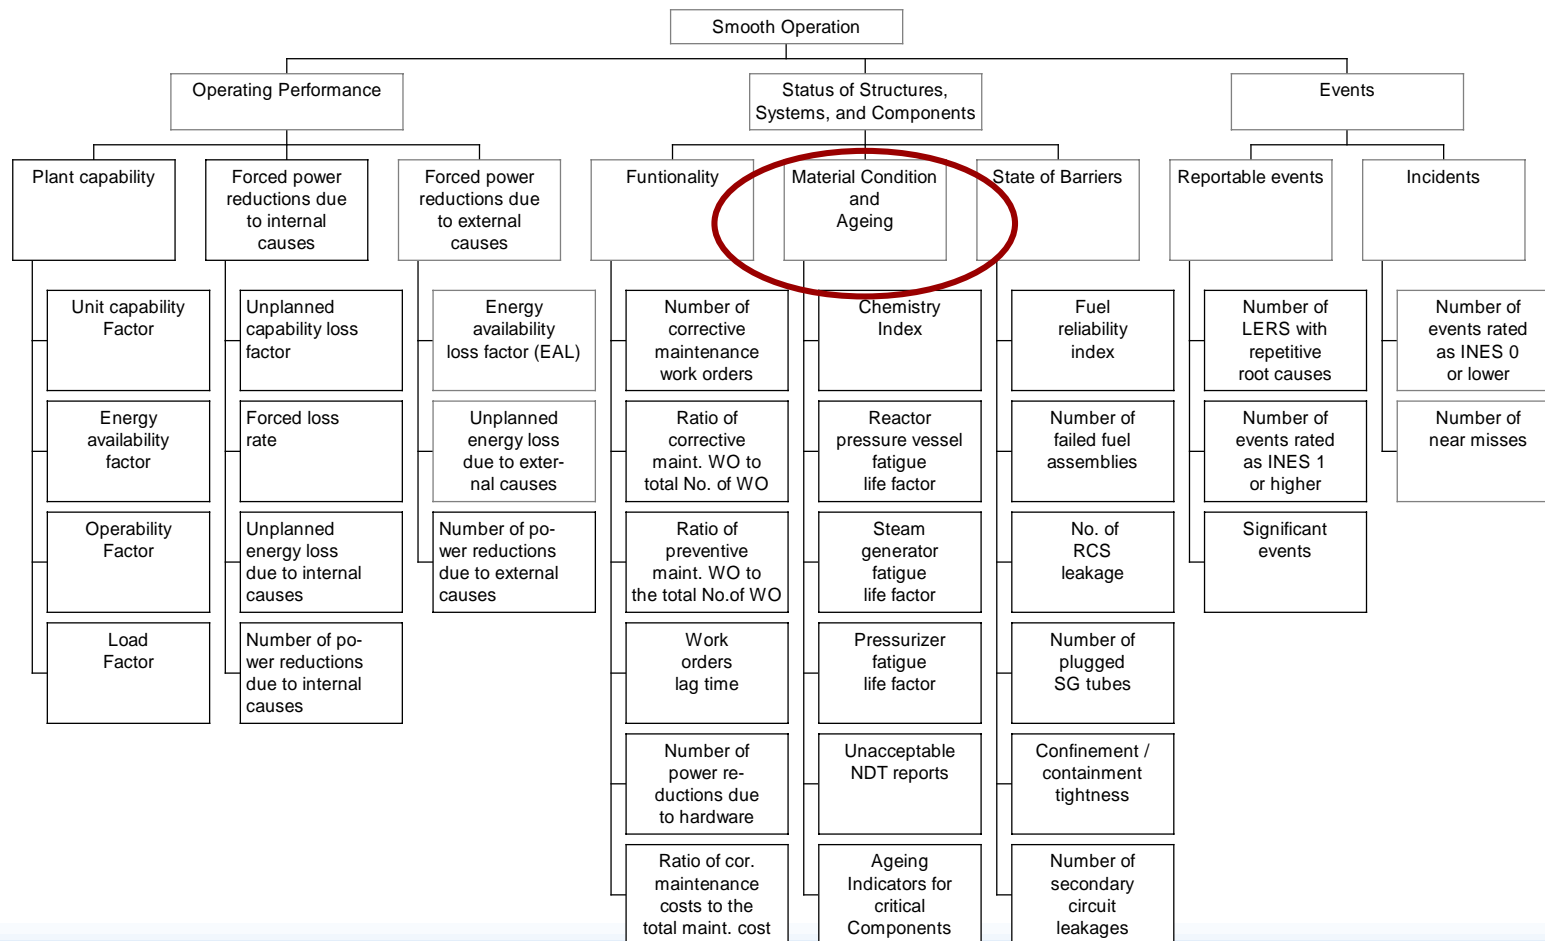 Smooth Operation
Operating Performance
Status of Structures,
Systems, and Components
Events
Plant capability
Forced power
reductions due
to internal
causes
Forced power
reductions due
to external
causes
Funtionality
Material Condition
and
Ageing
State of Barriers
Reportable events
Incidents
Unit capability
Factor
Energy
availability
factor
Operability
Factor
Load
Factor
Unplanned
capability loss
factor
Forced loss
rate
Unplanned
energy loss
due to internal
causes
Number of po-
wer reductions
due to internal
causes
Energy
availability
loss factor (EAL)
Unplanned
energy loss
due to exter-
nal causes
Number of po-
wer reductions
due to external
causes
Number of
corrective
maintenance
work orders
Ratio of
corrective
maint. WO to
total No. of WO
Ratio of
preventive
maint. WO to
the total No.of WO
Work
orders
lag time
Number of
power re-
ductions due
to hardware
Ratio of cor.
maintenance
costs to the
total maint. cost
Chemistry
Index
Reactor
pressure vessel
fatigue
life factor
Steam
generator
fatigue
life factor
Pressurizer
fatigue
life factor
Unacceptable
NDT reports
Ageing
Indicators for
critical
Components
Fuel
reliability
index
Number of
failed fuel
assemblies
No. of
RCS
leakage
Number of
plugged
SG tubes
Confinement /
containment
tightness
Number of
secondary
circuit
leakages
Number of
LERS with
repetitive
root causes
Number of
events rated
as INES 1
or higher
Significant
events
Number of
events rated
as INES 0
or lower
Number of
near misses